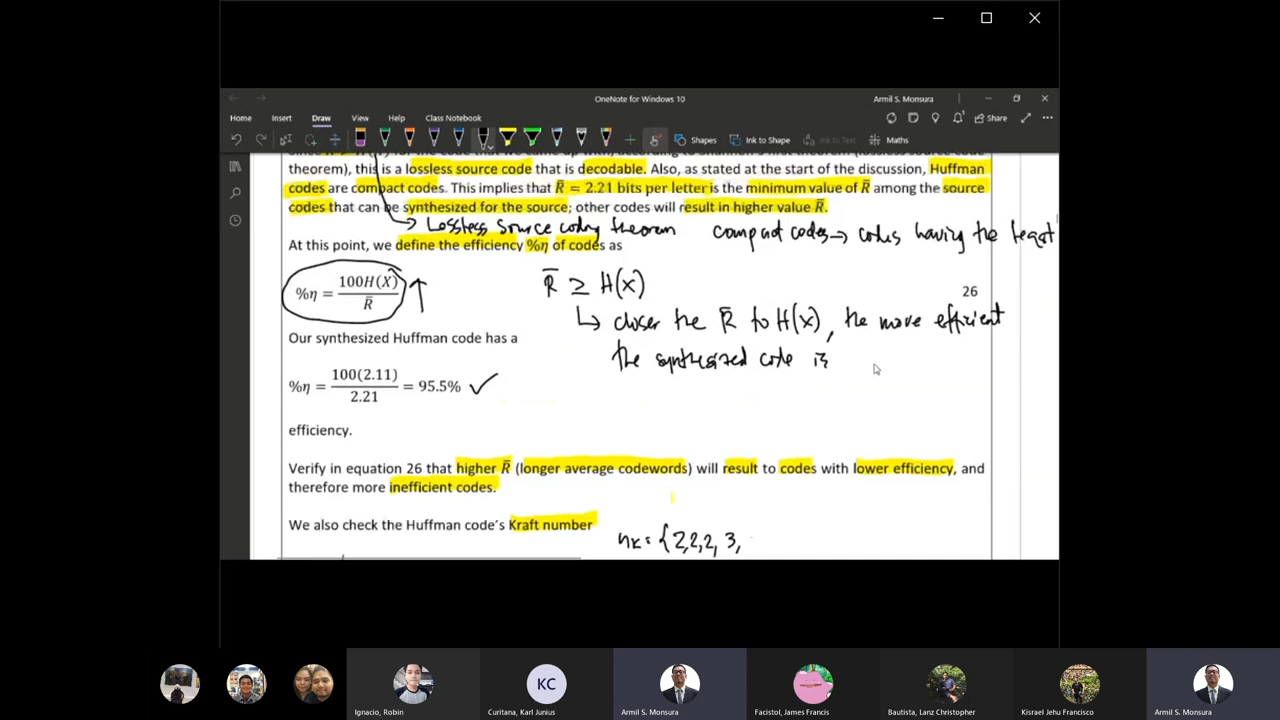 OneNote for Windows 10
Armil S. Monsura
Home Insert Draw View Help Class Notebook
Share
Shapes Ink to Shape Ink to Text Maths
theorem), this is a lossless source code that is decodable. Also, as stated at the start of the discussion, Huffman
codes are compact codes. This implies that R̄ = 2.21 bits per letter is the minimum value of R̄ among the source
codes that can be synthesized for the source; other codes will result in higher value R̄.
Lossless source coding theorem
compact codes → codes having the least
At this point, we define the efficiency %η of codes as
%η = 100H(X) / R̄
26
R̄ ≥ H(X)
↳ closer the R̄ to H(X), the more efficient
the synthesized code is
Our synthesized Huffman code has a
%η = 100(2.11) / 2.21 = 95.5% ✓
efficiency.
Verify in equation 26 that higher R̄ (longer average codewords) will result to codes with lower efficiency, and
therefore more inefficient codes.
We also check the Huffman code's Kraft number
nₖ = {2,2,2, 3,
KC
Ignacio, Robin
Curitana, Karl Junius
Armil S. Monsura
Facistol, James Francis
Bautista, Lanz Christopher
Kisrael Jehu Francisco
Armil S. Monsura